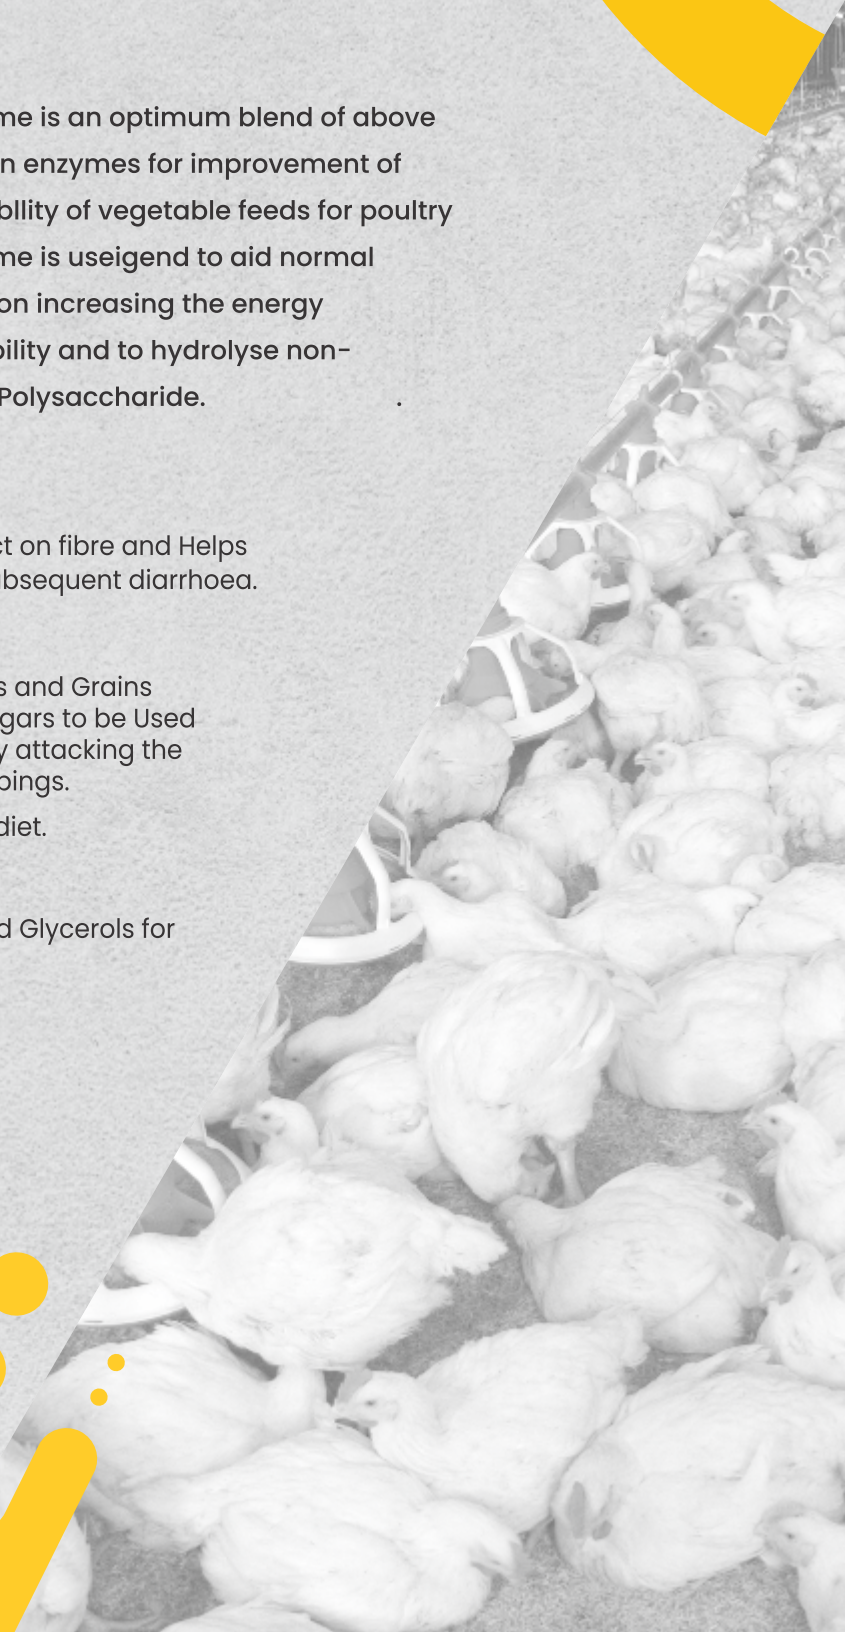 me is an optimum blend of above
n enzymes for improvement of
bllity of vegetable feeds for poultry
me is useigend to aid normal
on increasing the energy
bility and to hydrolyse non-
Polysaccharide. .
ct on fibre and Helps
ubsequent diarrhoea.
s and Grains
gars to be Used
y attacking the
pings.
diet.
d Glycerols for